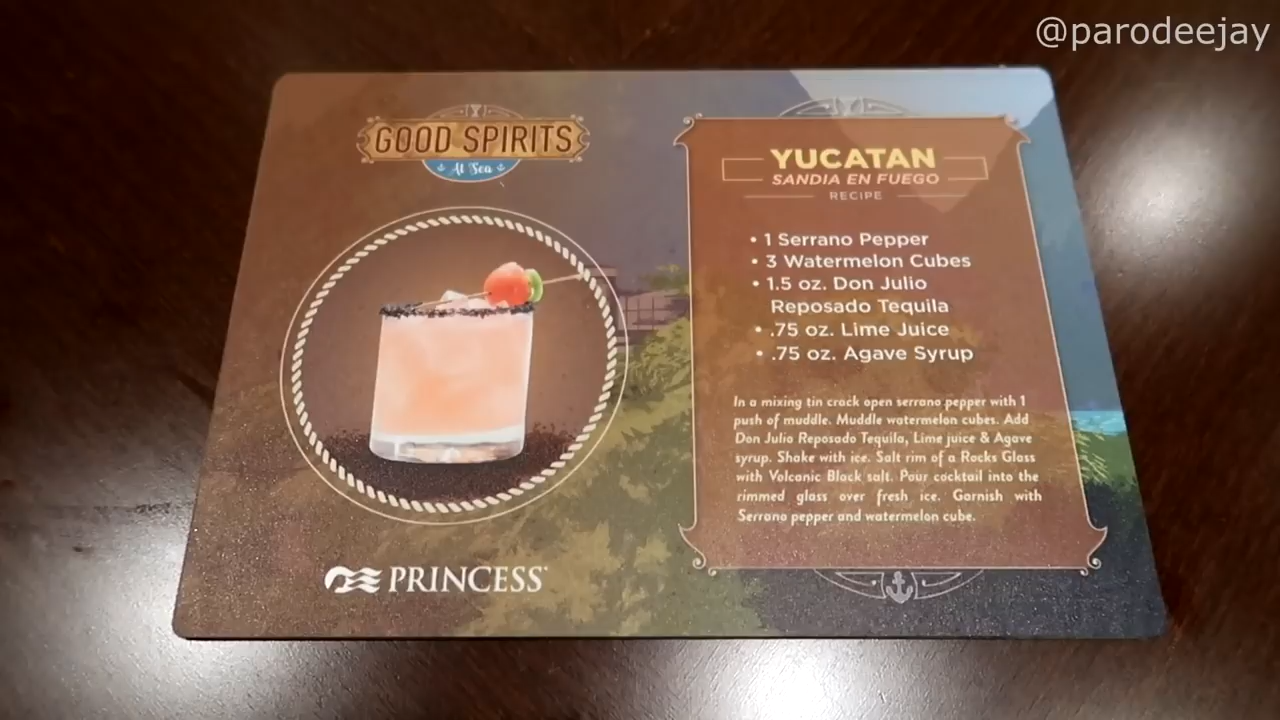 @parodeejay
GOOD SPIRITS
At Sea
PRINCESS
YUCATAN
SANDIA EN FUEGO
RECIPE
• 1 Serrano Pepper
• 3 Watermelon Cubes
• 1.5 oz. Don Julio
Reposado Tequila
• .75 oz. Lime Juice
• .75 oz. Agave Syrup
In a mixing tin crack open serrano pepper with 1
push of muddle. Muddle watermelon cubes. Add
Don Julio Reposado Tequila, Lime juice & Agave
syrup. Shake with ice. Salt rim of a Rocks Glass
with Volcanic Black salt. Pour cocktail into the
rimmed glass over fresh ice. Garnish with
Serrano pepper and watermelon cube.